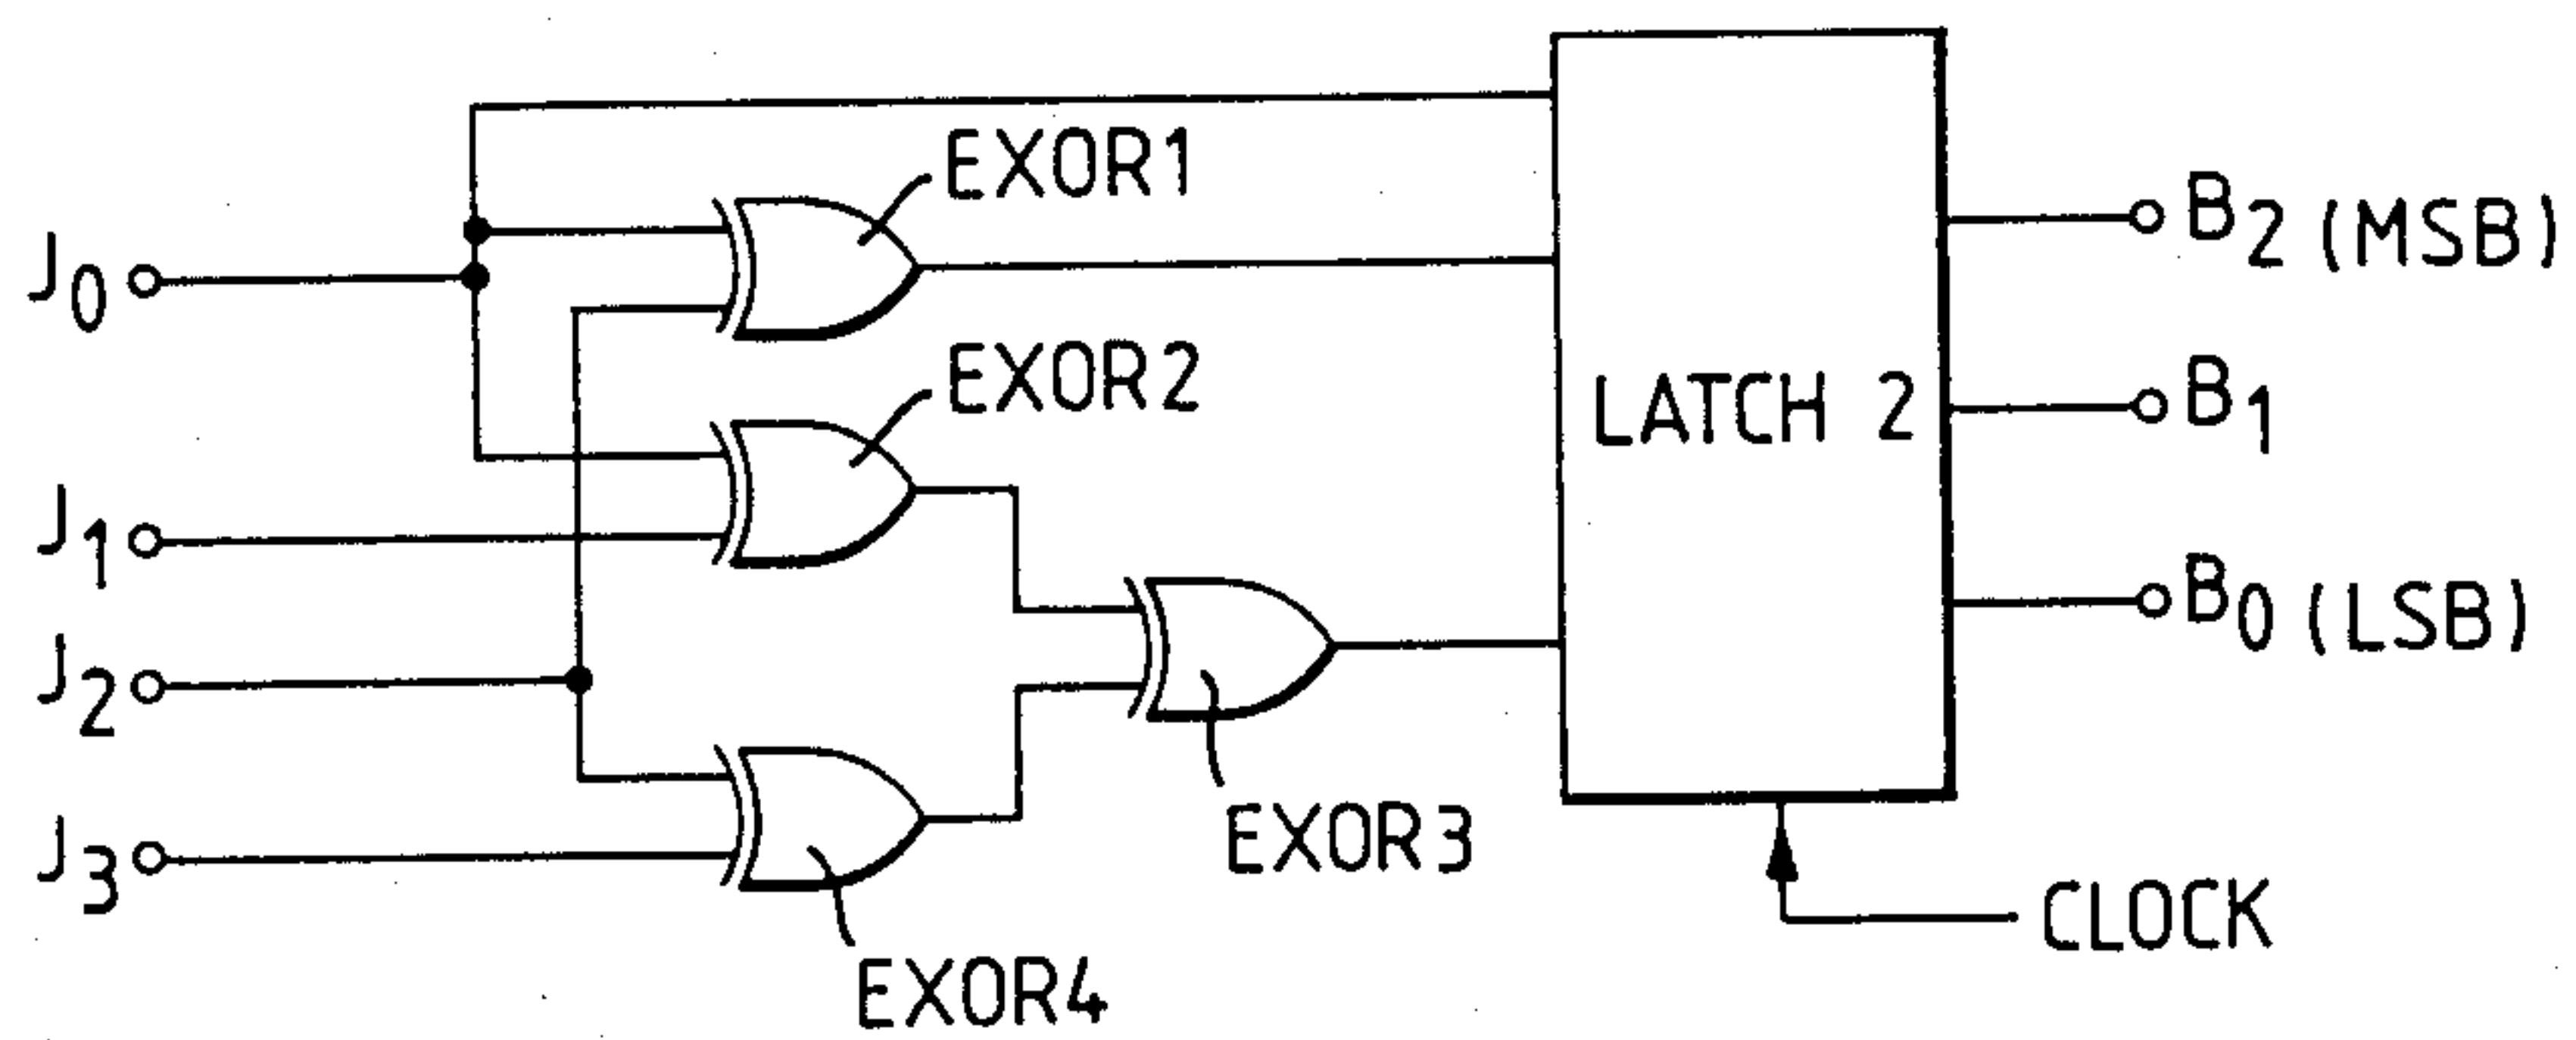 EXOR1
J0
B2 (MSB)
EXOR2
LATCH 2
B1
J1
B0 (LSB)
J2
EXOR3
J3
CLOCK
EXOR4